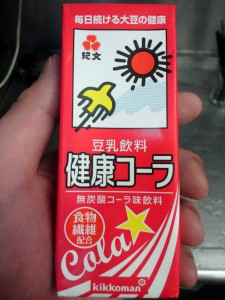 毎日続ける大豆の健康
紀文
豆乳飲料
健康コーラ
無炭酸コーラ味飲料
食物
繊維
配合
Cola
kikkoman